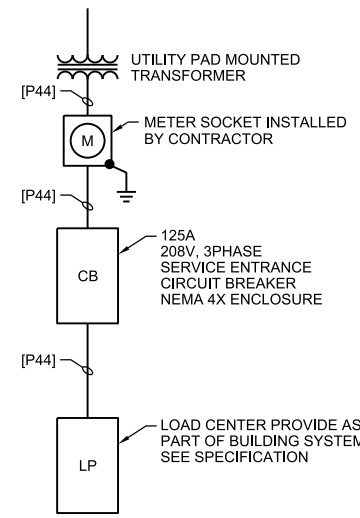 UTILITY PAD MOUNTED
TRANSFORMER
[P44]
METER SOCKET INSTALLED
BY CONTRACTOR
M
[P44]
125A
208V, 3PHASE
SERVICE ENTRANCE
CIRCUIT BREAKER
NEMA 4X ENCLOSURE
CB
[P44]
LOAD CENTER PROVIDE AS
PART OF BUILDING SYSTEM
SEE SPECIFICATION
LP